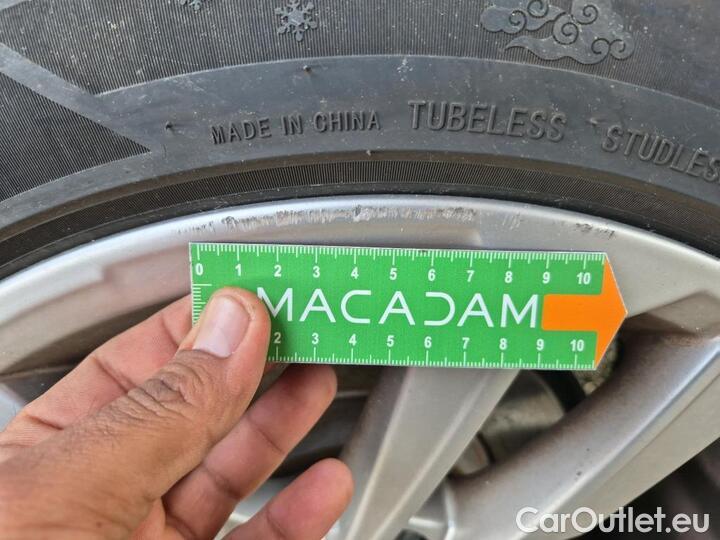 MADE IN CHINA TUBELESS STUDLES
0 1 2 3 4 5 6 7 8 9 10
MACADAM
2 3 4 5 6 7 8 9 10
CarOutlet.eu